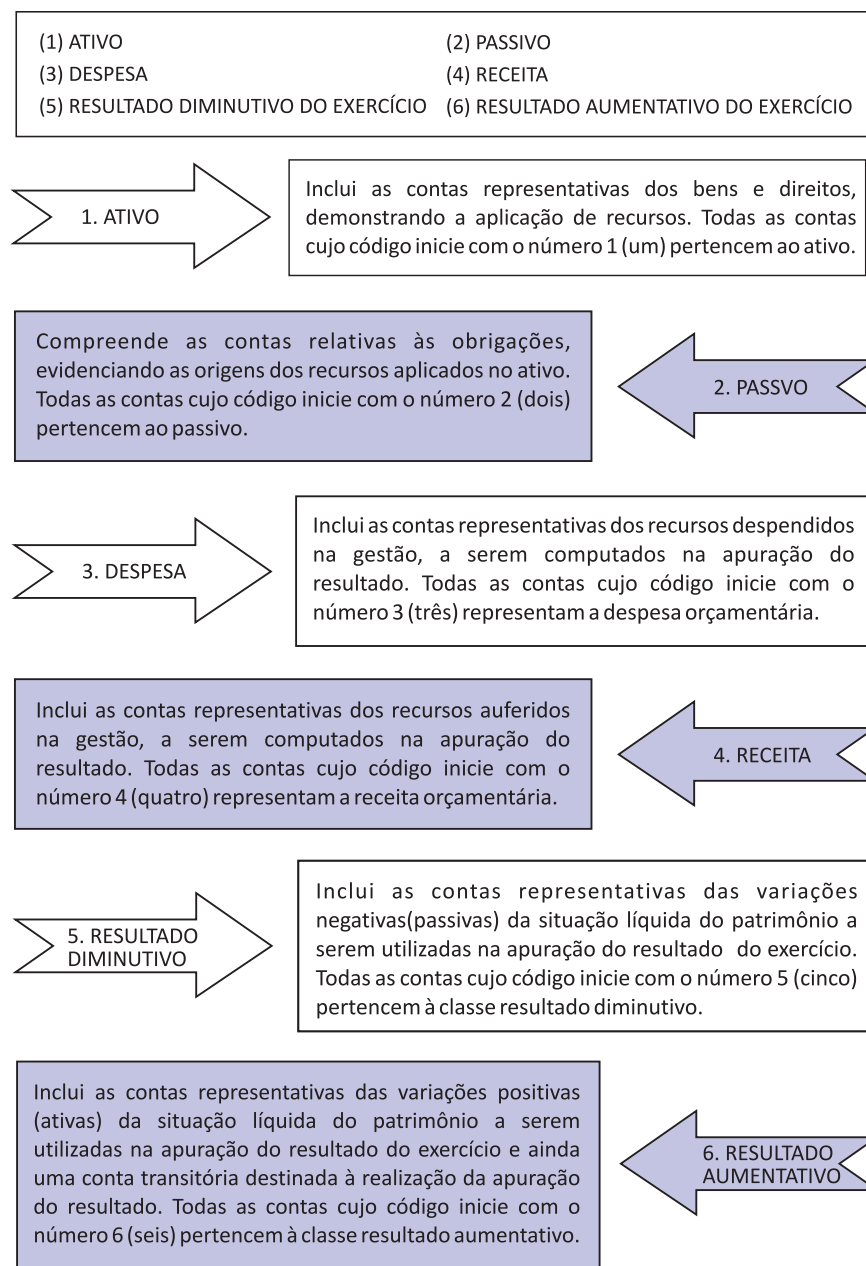 (1) ATIVO (2) PASSIVO
(3) DESPESA (4) RECEITA
(5) RESULTADO DIMINUTIVO DO EXERCÍCIO (6) RESULTADO AUMENTATIVO DO EXERCÍCIO
1. ATIVO
Inclui as contas representativas dos bens e direitos,
demonstrando a aplicação de recursos. Todas as contas
cujo código inicie com o número 1 (um) pertencem ao ativo.
Compreende as contas relativas às obrigações,
evidenciando as origens dos recursos aplicados no ativo.
Todas as contas cujo código inicie com o número 2 (dois)
pertencem ao passivo.
2. PASSVO
3. DESPESA
Inclui as contas representativas dos recursos despendidos
na gestão, a serem computados na apuração do
resultado. Todas as contas cujo código inicie com o
número 3 (três) representam a despesa orçamentária.
Inclui as contas representativas dos recursos auferidos
na gestão, a serem computados na apuração do
resultado. Todas as contas cujo código inicie com o
número 4 (quatro) representam a receita orçamentária.
4. RECEITA
5. RESULTADO
DIMINUTIVO
Inclui as contas representativas das variações
negativas(passivas) da situação líquida do patrimônio a
serem utilizadas na apuração do resultado do exercício.
Todas as contas cujo código inicie com o número 5 (cinco)
pertencem à classe resultado diminutivo.
Inclui as contas representativas das variações positivas
(ativas) da situação líquida do patrimônio a serem
utilizadas na apuração do resultado do exercício e ainda
uma conta transitória destinada à realização da apuração
do resultado. Todas as contas cujo código inicie com o
número 6 (seis) pertencem à classe resultado aumentativo.
6. RESULTADO
AUMENTATIVO